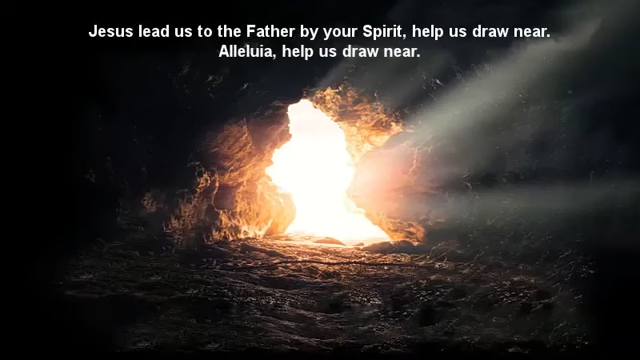 Jesus lead us to the Father by your Spirit, help us draw near.
Alleluia, help us draw near.